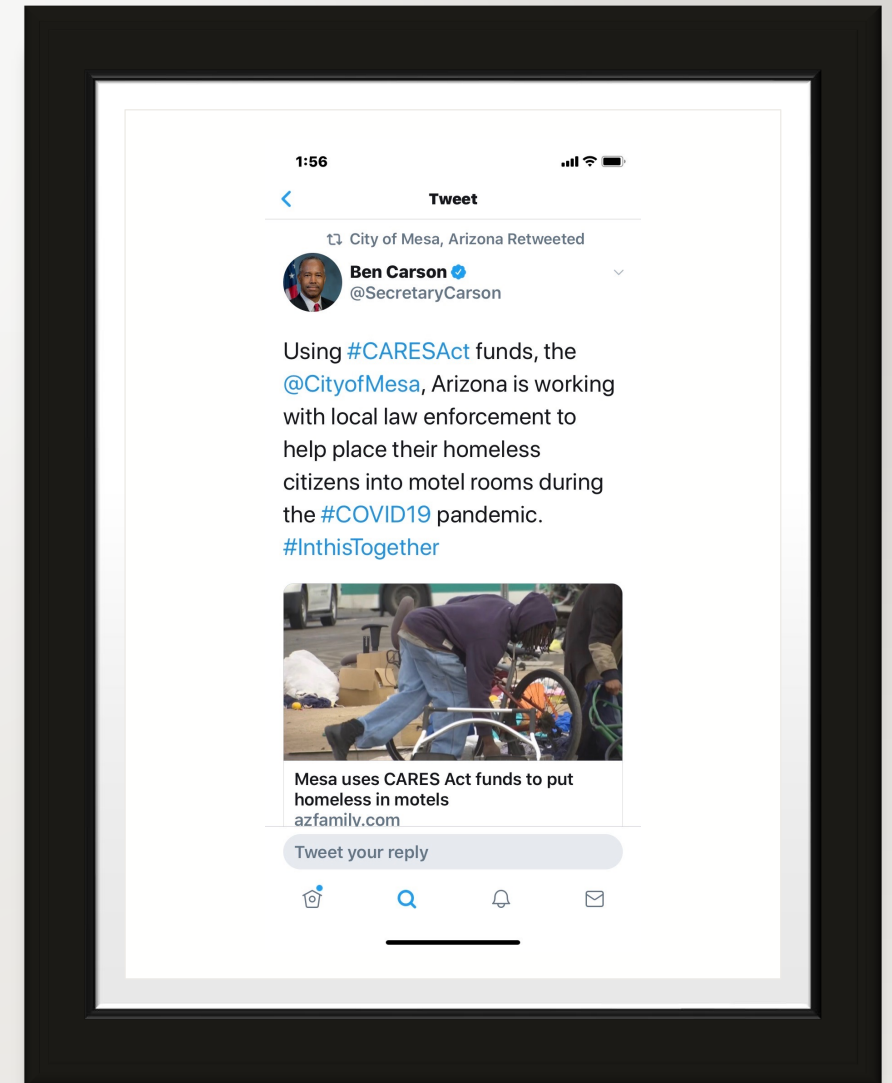 1:56
Tweet
City of Mesa, Arizona Retweeted
Ben Carson
@SecretaryCarson
Using #CARESAct funds, the
@CityofMesa, Arizona is working
with local law enforcement to
help place their homeless
citizens into motel rooms during
the #COVID19 pandemic.
#InthisTogether
Mesa uses CARES Act funds to put
homeless in motels
azfamily.com
Tweet your reply